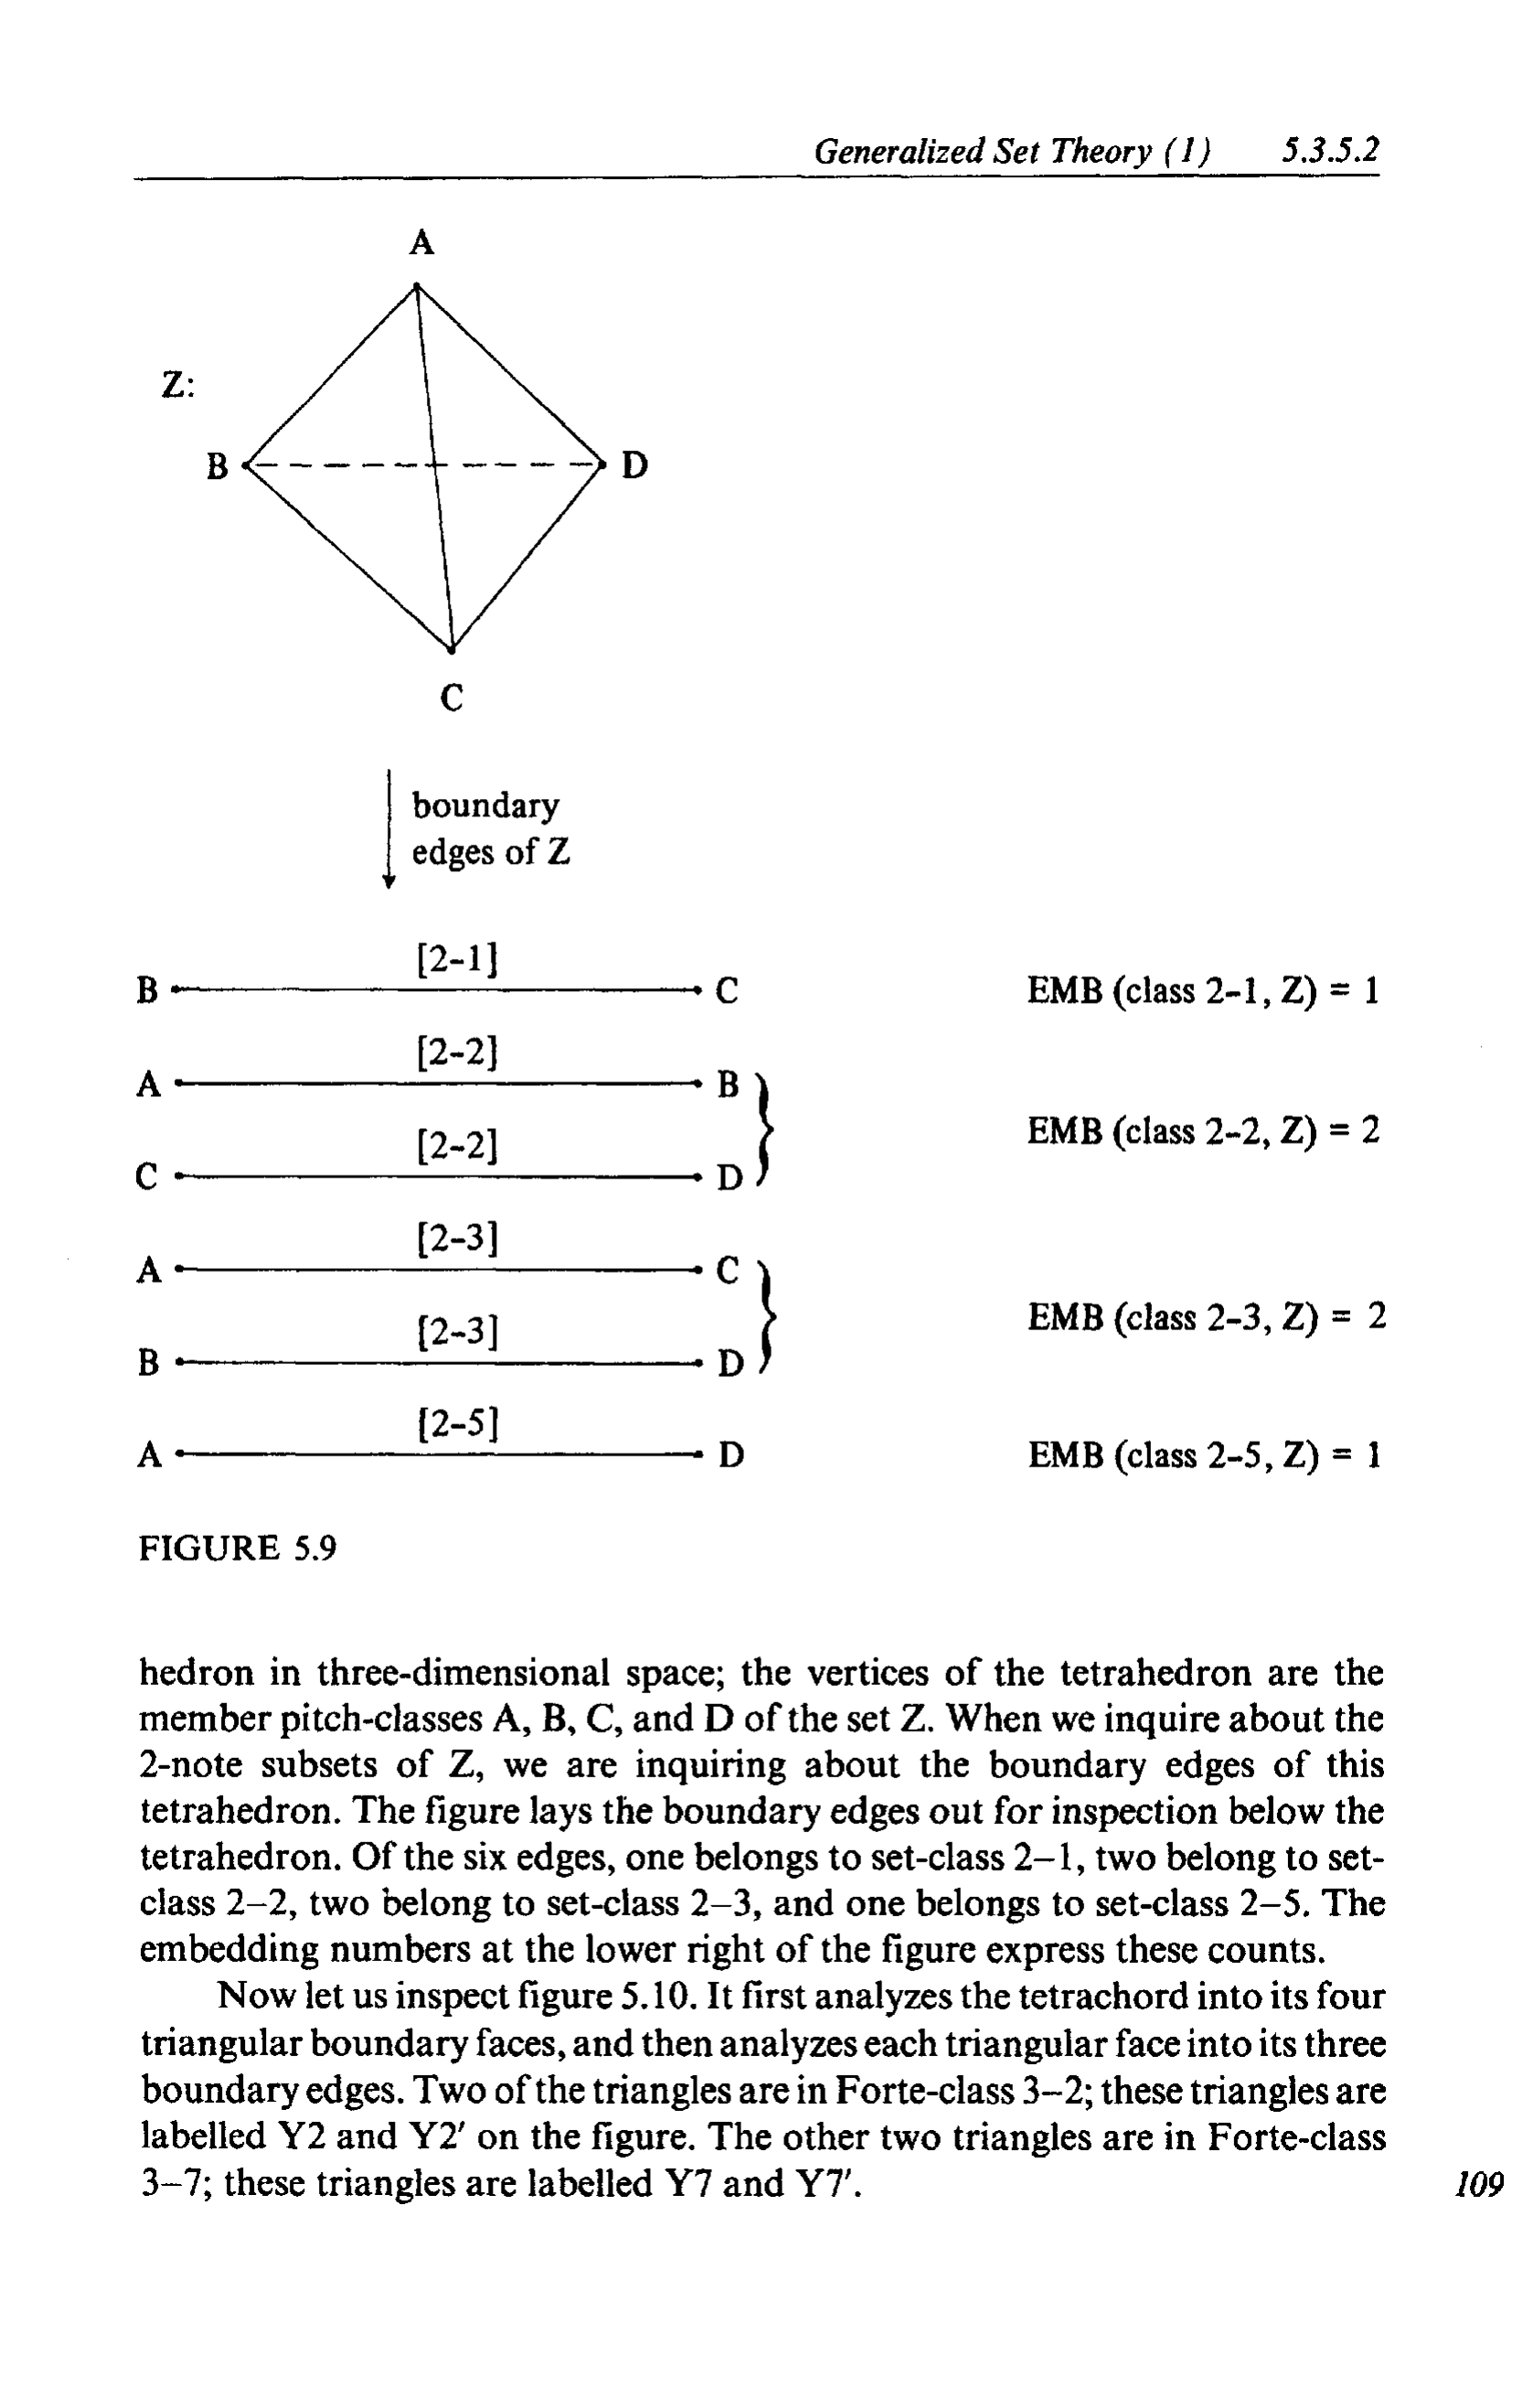 Generalized Set Theory (1) 5.3.5.2
A
Z:
B D
C
boundary
edges of Z
[2-1]
B C EMB (class 2-1, Z) = 1
[2-2]
A B
EMB (class 2-2, Z) = 2
[2-2]
C D
[2-3]
A C
EMB (class 2-3, Z) = 2
[2-3]
B D
[2-5]
A D EMB (class 2-5, Z) = 1
FIGURE 5.9
hedron in three-dimensional space; the vertices of the tetrahedron are the
member pitch-classes A, B, C, and D of the set Z. When we inquire about the
2-note subsets of Z, we are inquiring about the boundary edges of this
tetrahedron. The figure lays the boundary edges out for inspection below the
tetrahedron. Of the six edges, one belongs to set-class 2–1, two belong to set-
class 2–2, two belong to set-class 2–3, and one belongs to set-class 2–5. The
embedding numbers at the lower right of the figure express these counts.
Now let us inspect figure 5.10. It first analyzes the tetrachord into its four
triangular boundary faces, and then analyzes each triangular face into its three
boundary edges. Two of the triangles are in Forte-class 3–2; these triangles are
labelled Y2 and Y2′ on the figure. The other two triangles are in Forte-class
3–7; these triangles are labelled Y7 and Y7′.
109